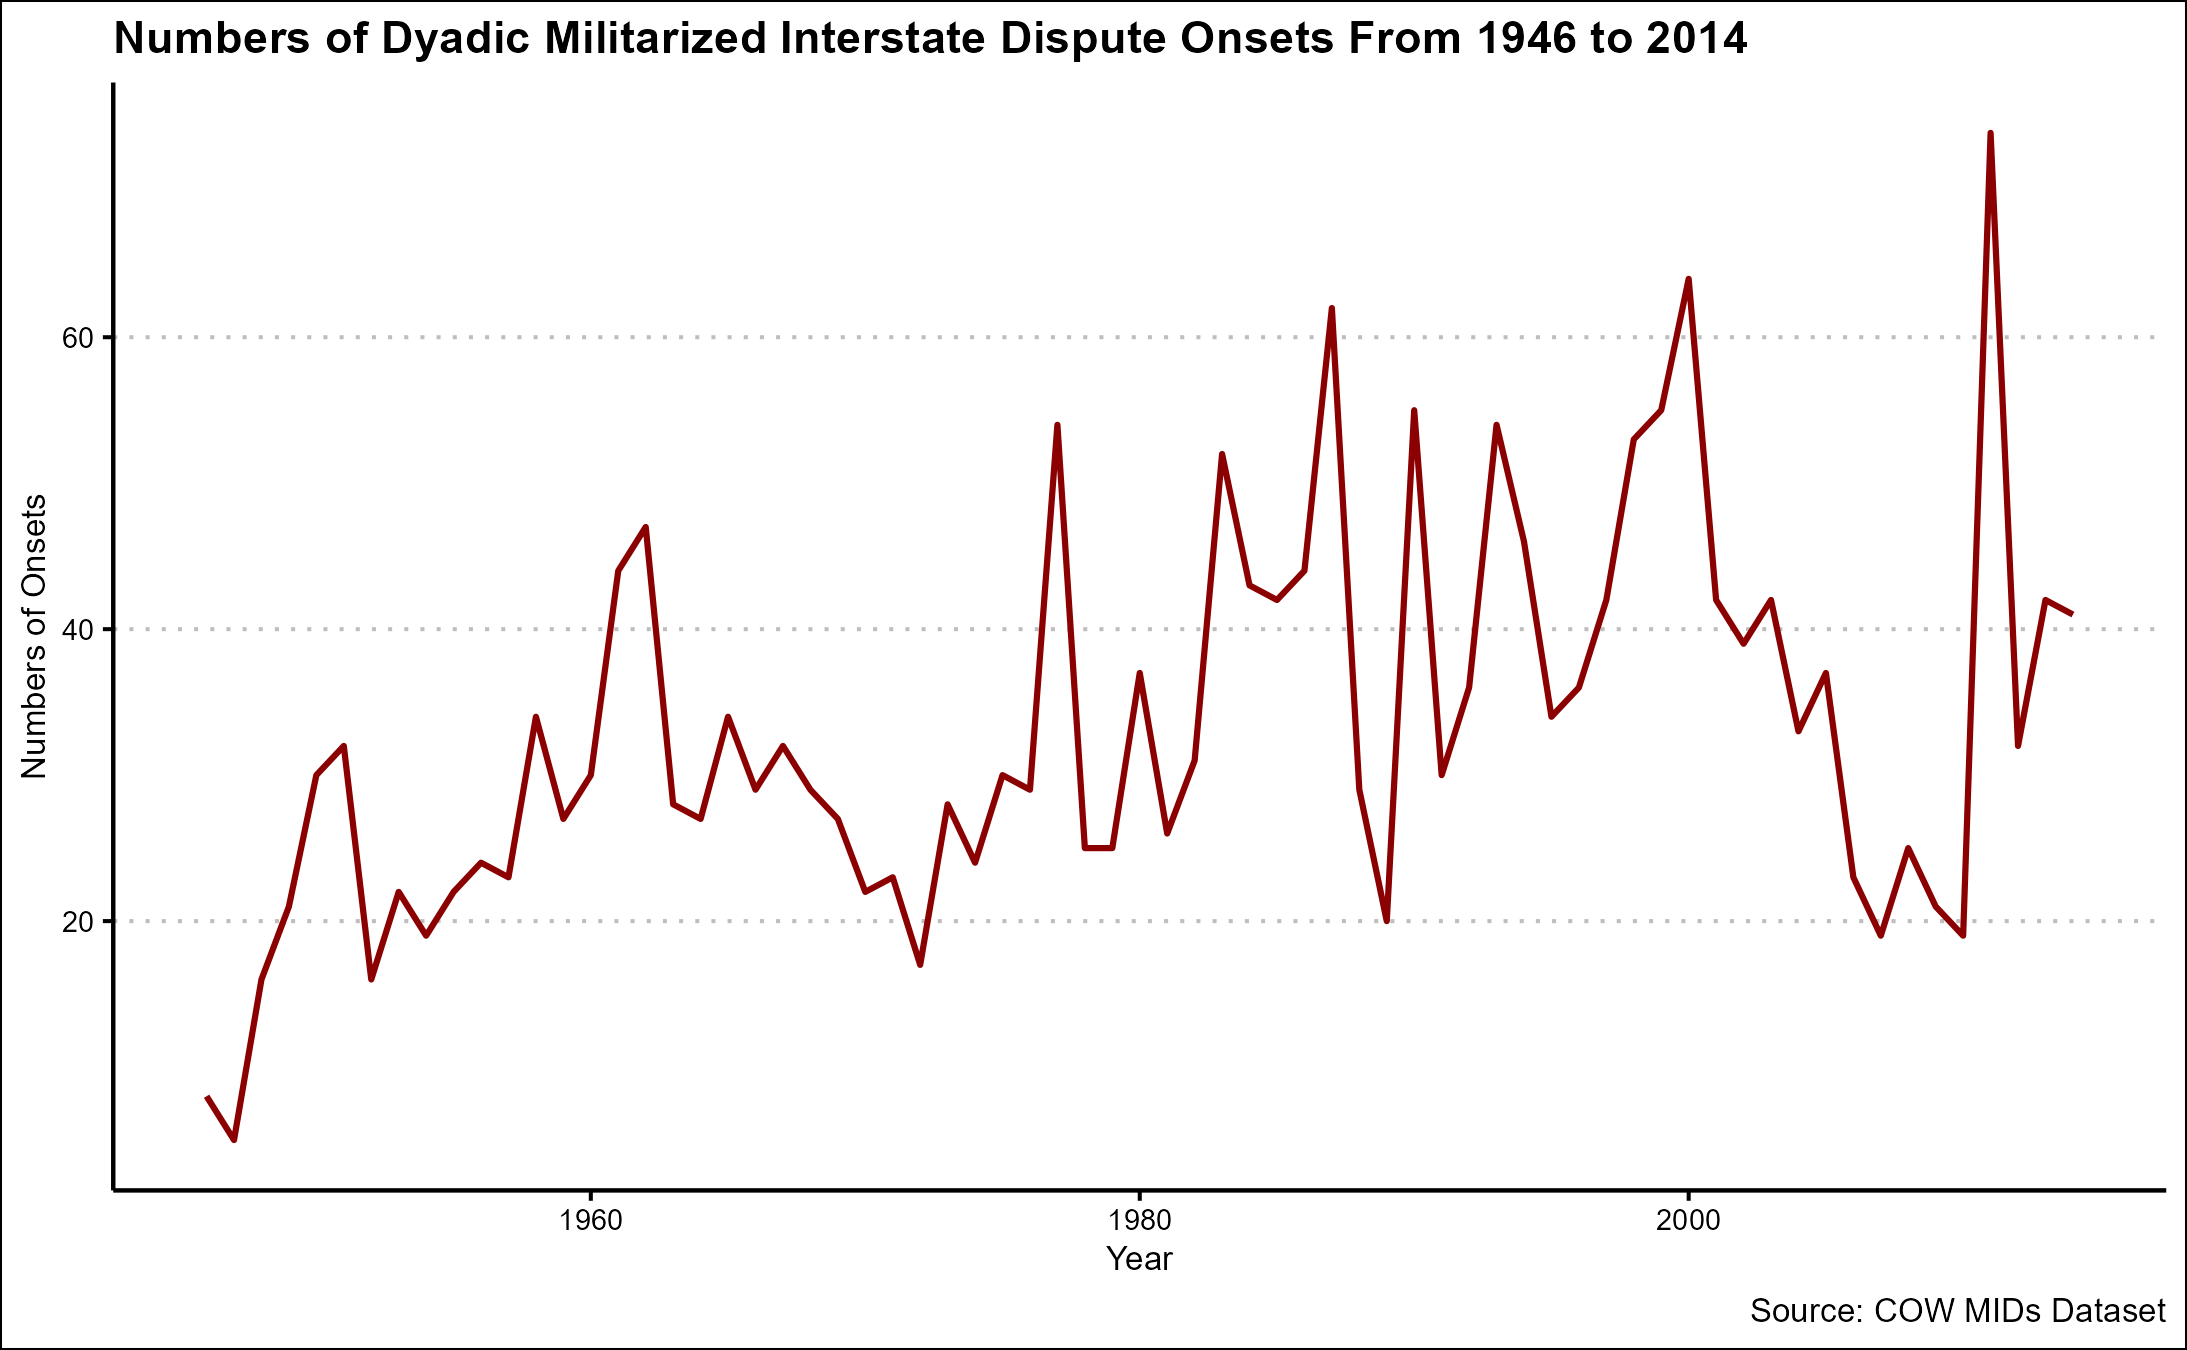 Numbers of Dyadic Militarized Interstate Dispute Onsets From 1946 to 2014
Numbers of Onsets
60
40
20
1960
1980
2000
Year
Source: COW MIDs Dataset